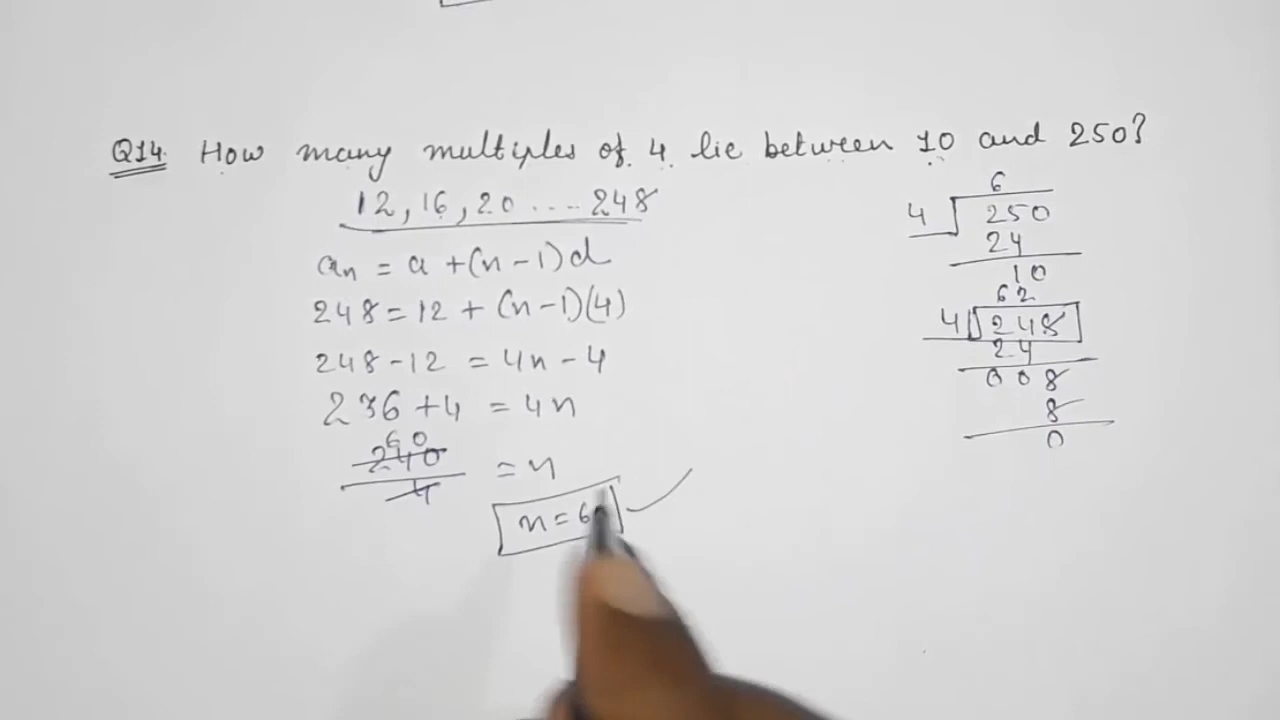 Q14. How many multiples of 4 lie between 10 and 250?
12, 16, 20 .... 248
an = a + (n - 1) d
248 = 12 + (n - 1)(4)
248 - 12 = 4n - 4
236 + 4 = 4n
60
240
4
= n
n = 6
6
4 250
24
10
62
4 248
24
008
8
0